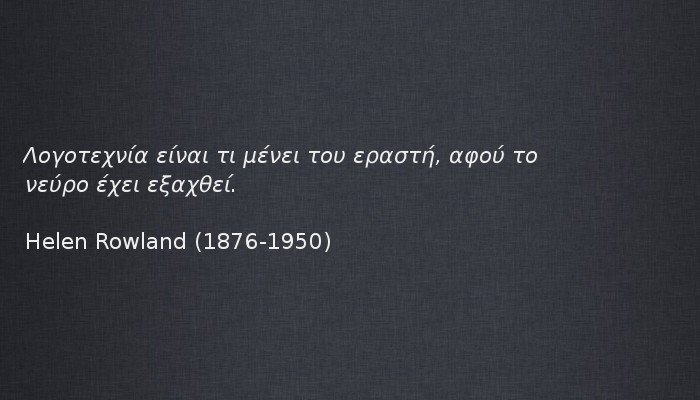 Λογοτεχνία είναι τι μένει του εραστή, αφού το
νεύρο έχει εξαχθεί.
Helen Rowland (1876-1950)